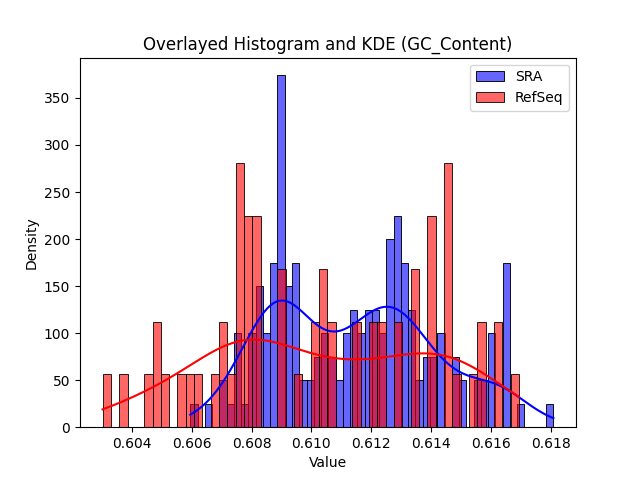 Overlayed Histogram and KDE (GC_Content)
SRA
RefSeq
350
300
250
200
150
100
50
0
Density
0.604 0.606 0.608 0.610 0.612 0.614 0.616 0.618
Value